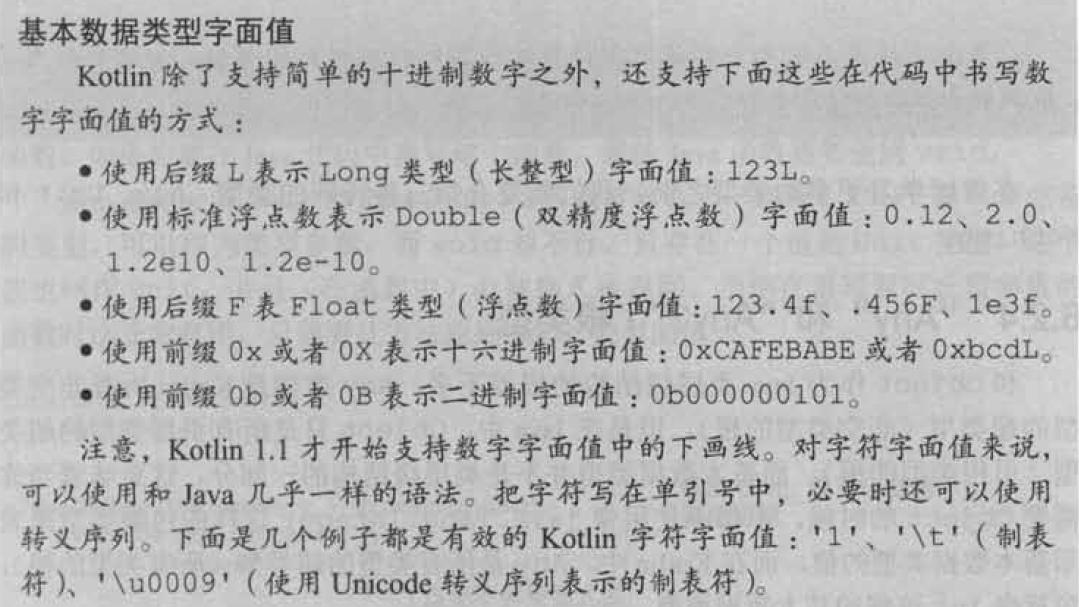 基本数据类型字面值
Kotlin 除了支持简单的十进制数字之外，还支持下面这些在代码中书写数
字字面值的方式：
● 使用后缀 L 表示 Long 类型（长整型）字面值：123L。
● 使用标准浮点数表示 Double（双精度浮点数）字面值：0.12、2.0、
1.2e10、1.2e-10。
● 使用后缀 F 表 Float 类型（浮点数）字面值：123.4f、.456F、1e3f。
● 使用前缀 0x 或者 0X 表示十六进制字面值：0xCAFEBABE 或者 0xbcdL。
● 使用前缀 0b 或者 0B 表示二进制字面值：0b000000101。
注意，Kotlin 1.1 才开始支持数字字面值中的下画线。对字符字面值来说，
可以使用和 Java 几乎一样的语法。把字符写在单引号中，必要时还可以使用
转义序列。下面是几个例子都是有效的 Kotlin 字符字面值：'1'、'\t'（制表
符）、'\u0009'（使用 Unicode 转义序列表示的制表符）。